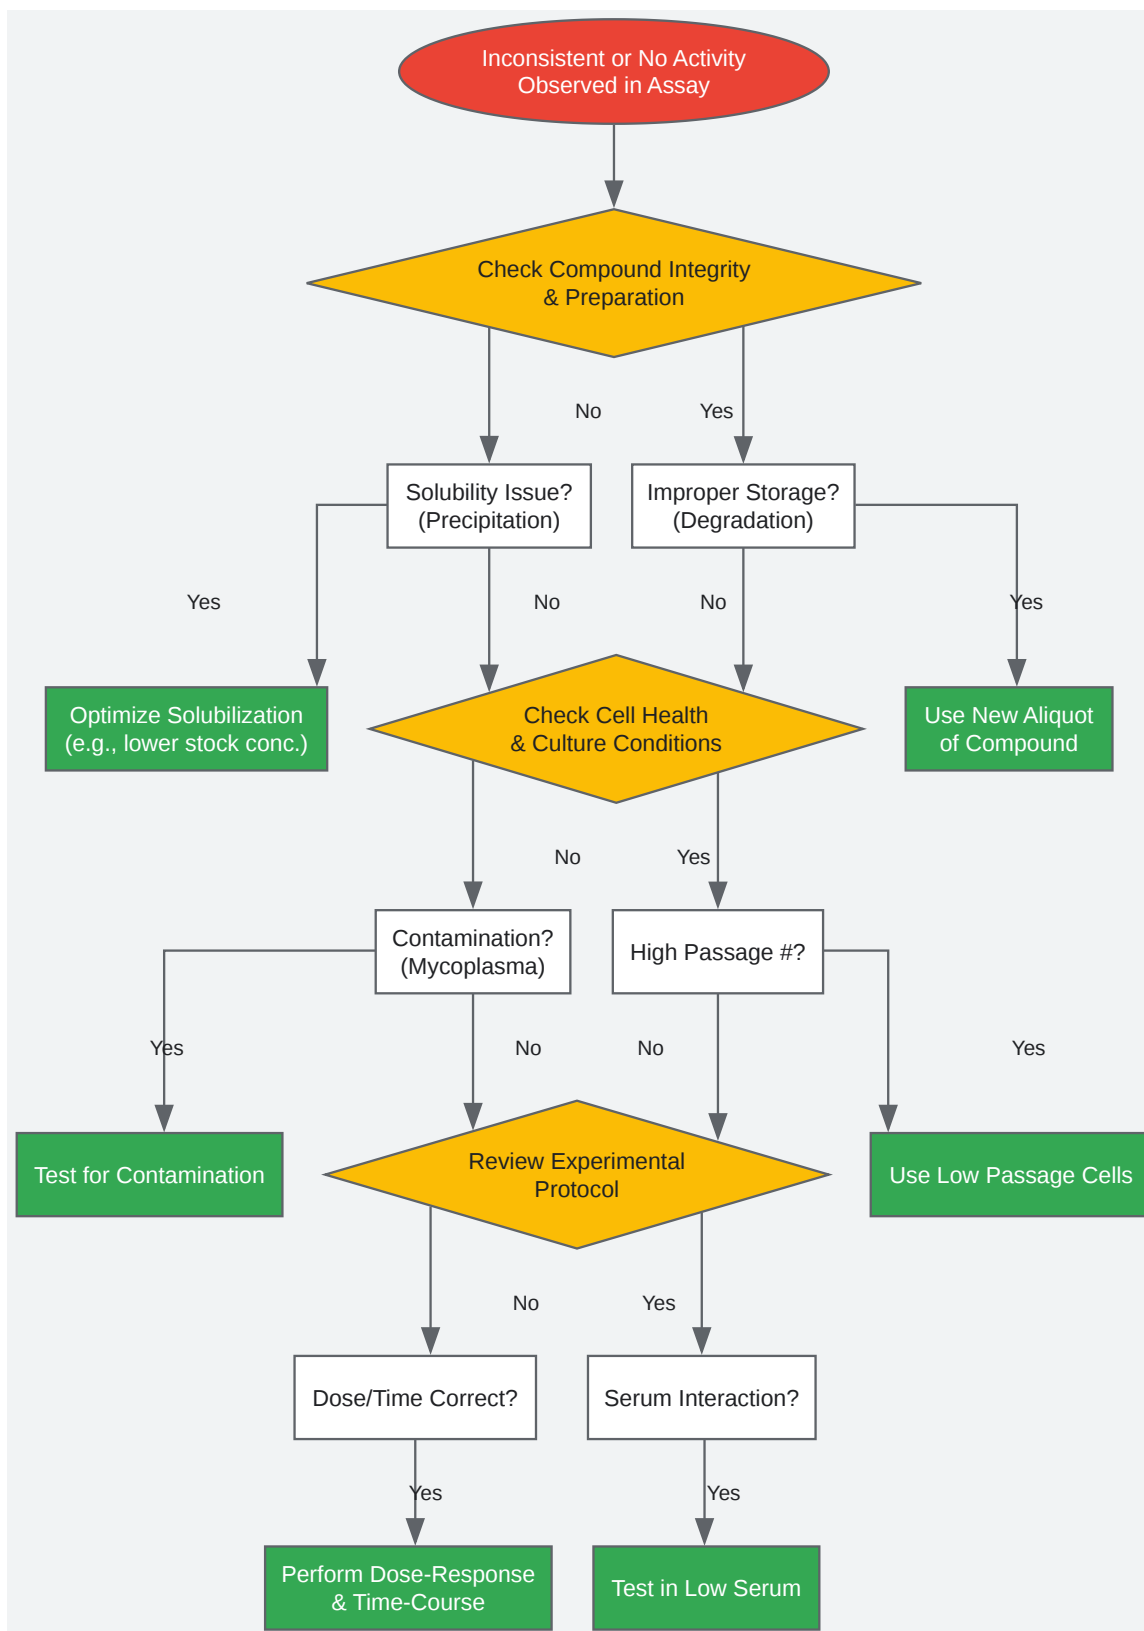 Inconsistent or No Activity
Observed in Assay
Check Compound Integrity
& Preparation
No
Yes
Solubility Issue?
(Precipitation)
Improper Storage?
(Degradation)
Yes
No
No
Yes
Optimize Solubilization
(e.g., lower stock conc.)
Check Cell Health
& Culture Conditions
Use New Aliquot
of Compound
No
Yes
Contamination?
(Mycoplasma)
High Passage #?
Yes
No
No
Yes
Test for Contamination
Review Experimental
Protocol
Use Low Passage Cells
No
Yes
Dose/Time Correct?
Serum Interaction?
Yes
Yes
Perform Dose-Response
& Time-Course
Test in Low Serum